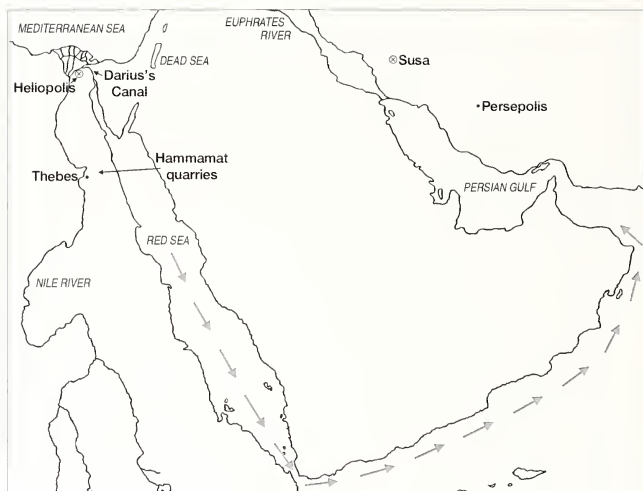 MEDITERRANEAN SEA
EUPHRATES
RIVER
DEAD SEA
Susa
Heliopolis
Darius's
Canal
Persepolis
Hammamat
quarries
Thebes
PERSIAN GULF
RED SEA
NILE RIVER